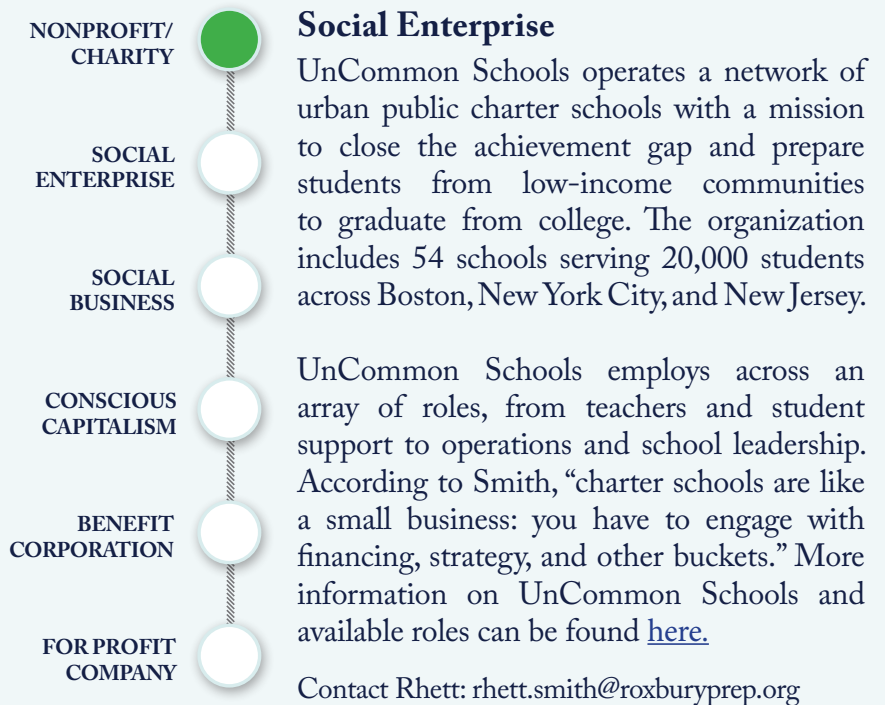 NONPROFIT/
CHARITY
SOCIAL
ENTERPRISE
SOCIAL
BUSINESS
CONSCIOUS
CAPITALISM
BENEFIT
CORPORATION
FOR PROFIT
COMPANY
Social Enterprise
UnCommon Schools operates a network of
urban public charter schools with a mission
to close the achievement gap and prepare
students from low-income communities
to graduate from college. The organization
includes 54 schools serving 20,000 students
across Boston, New York City, and New Jersey.
UnCommon Schools employs across an
array of roles, from teachers and student
support to operations and school leadership.
According to Smith, “charter schools are like
a small business: you have to engage with
financing, strategy, and other buckets.” More
information on UnCommon Schools and
available roles can be found here.
Contact Rhett: rhett.smith@roxburyprep.org